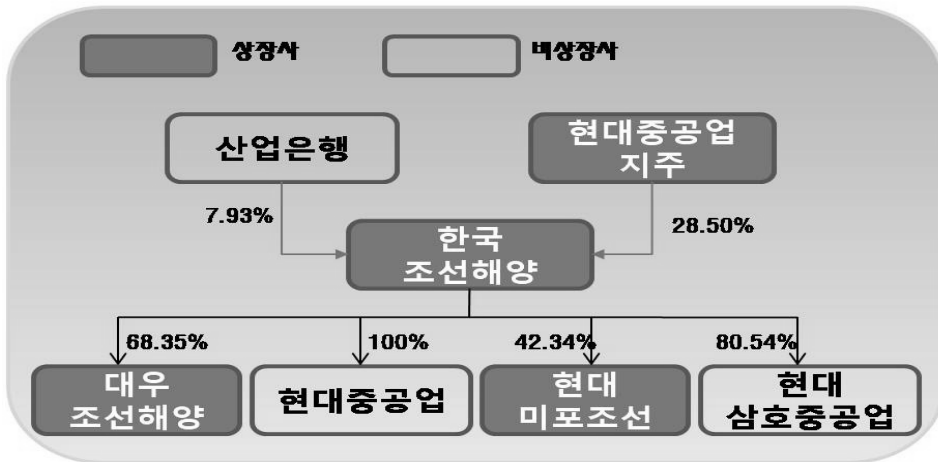 상장사
비상장사
산업은행
현대중공업
지주
7.93%
28.50%
한국
조선해양
68.35%
100%
42.34%
80.54%
대우
조선해양
현대중공업
현대
미포조선
현대
삼호중공업